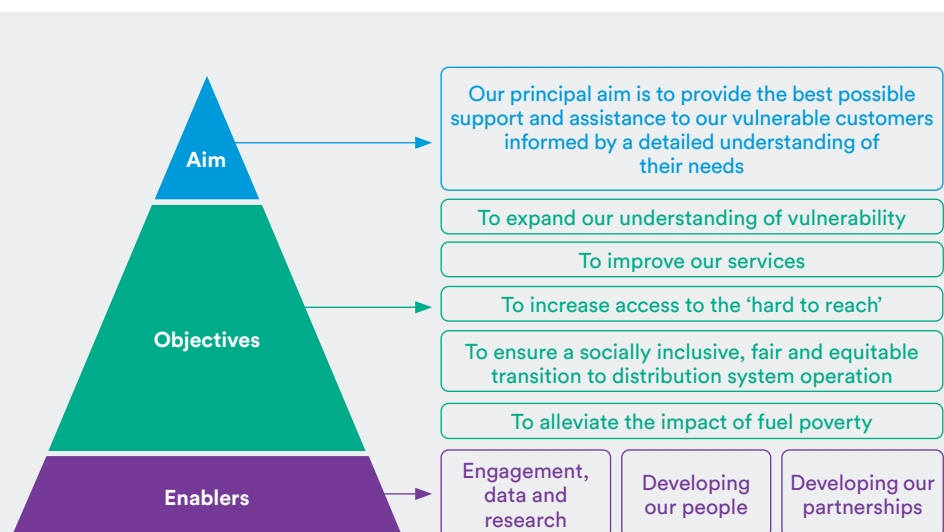 Aim
Our principal aim is to provide the best possible
support and assistance to our vulnerable customers
informed by a detailed understanding of
their needs
Objectives
To expand our understanding of vulnerability
To improve our services
To increase access to the ‘hard to reach’
To ensure a socially inclusive, fair and equitable
transition to distribution system operation
To alleviate the impact of fuel poverty
Enablers
Engagement,
data and
research
Developing
our people
Developing our
partnerships